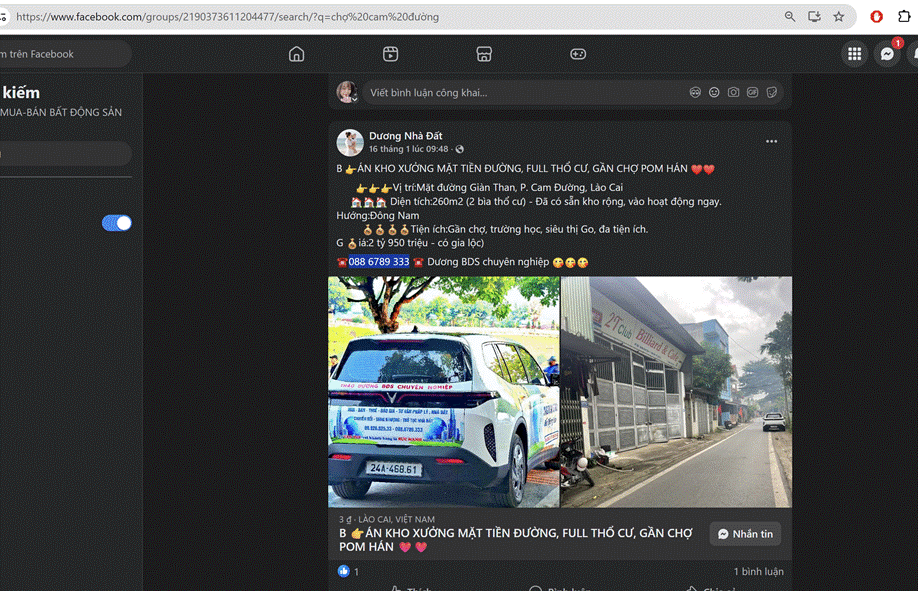 https://www.facebook.com/groups/2190373611204477/search/?q=chợ%20cam%20đường
m trên Facebook
1
kiếm
MUA-BÁN BẤT ĐỘNG SẢN
Viết bình luận công khai...
Dương Nhà Đất
16 tháng 1 lúc 09:48 ·
B 👉ÁN KHO XƯỞNG MẶT TIỀN ĐƯỜNG, FULL THỔ CƯ, GẦN CHỢ POM HÁN ❤️❤️
👉👉👉Vị trí:Mặt đường Giàn Than, P. Cam Đường, Lào Cai
🏠🏠🏠 Diện tích:260m2 (2 bìa thổ cư) - Đã có sẵn kho rộng, vào hoạt động ngay.
Hướng:Đông Nam
💰💰💰💰Tiện ích:Gần chợ, trường học, siêu thị Go, đa tiện ích.
G 💰iá:2 tỷ 950 triệu - có gia lộc)
☎️088 6789 333 ☎️ Dương BDS chuyên nghiệp 🥰🥰🥰
THẢO DƯƠNG BDS CHUYÊN NGHIỆP
24A-468.61
2T Club Billiard & Cafe
3 ₫ · LÀO CAI, VIỆT NAM
B 👉ÁN KHO XƯỞNG MẶT TIỀN ĐƯỜNG, FULL THỔ CƯ, GẦN CHỢ
POM HÁN 💗 💗
Nhắn tin
1
1 bình luận